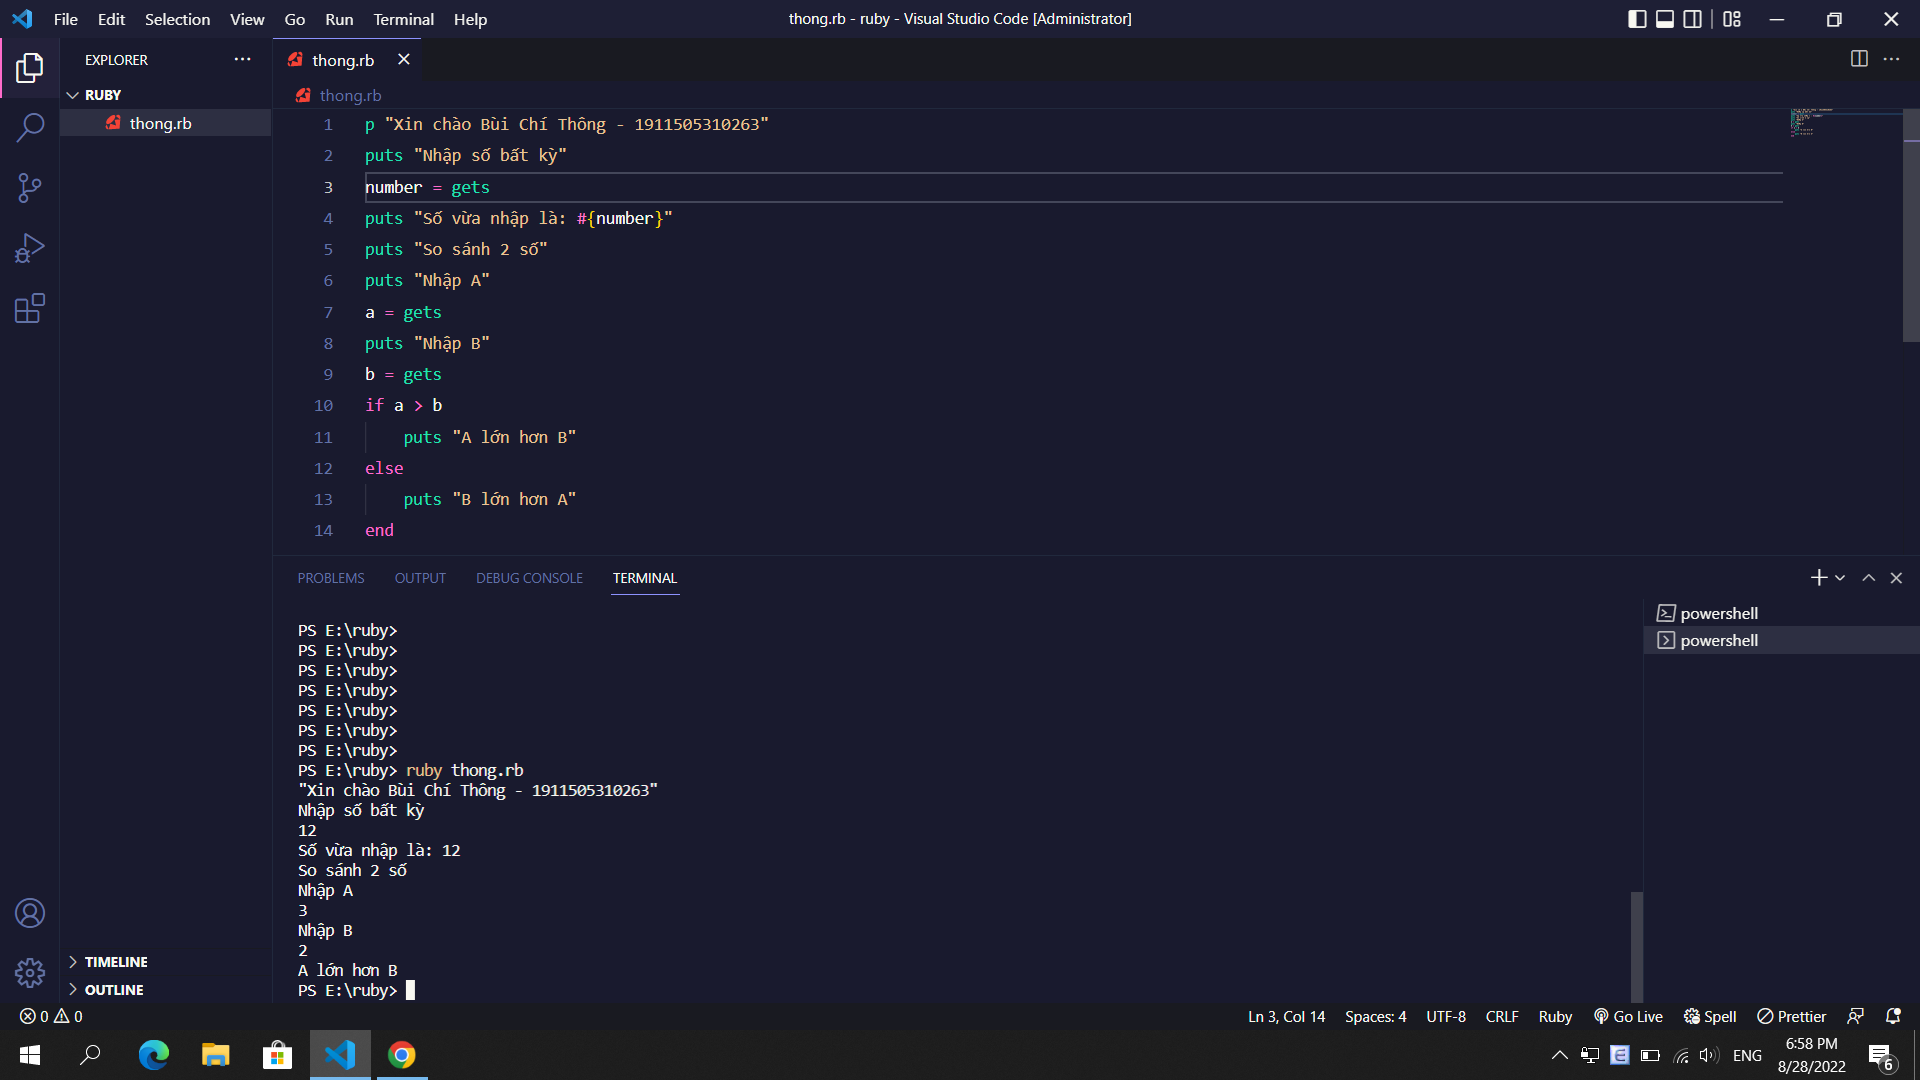 File Edit Selection View Go Run Terminal Help
thong.rb - ruby - Visual Studio Code [Administrator]
EXPLORER
RUBY
thong.rb
TIMELINE
OUTLINE
thong.rb
thong.rb
1 p "Xin chào Bùi Chí Thông - 1911505310263"
2 puts "Nhập số bất kỳ"
3 number = gets
4 puts "Số vừa nhập là: #{number}"
5 puts "So sánh 2 số"
6 puts "Nhập A"
7 a = gets
8 puts "Nhập B"
9 b = gets
10 if a > b
11 puts "A lớn hơn B"
12 else
13 puts "B lớn hơn A"
14 end
PROBLEMS OUTPUT DEBUG CONSOLE TERMINAL
PS E:\ruby>
PS E:\ruby>
PS E:\ruby>
PS E:\ruby>
PS E:\ruby>
PS E:\ruby>
PS E:\ruby>
PS E:\ruby> ruby thong.rb
"Xin chào Bùi Chí Thông - 1911505310263"
Nhập số bất kỳ
12
Số vừa nhập là: 12
So sánh 2 số
Nhập A
3
Nhập B
2
A lớn hơn B
PS E:\ruby>
powershell
powershell
0 0
Ln 3, Col 14 Spaces: 4 UTF-8 CRLF Ruby Go Live Spell Prettier
ENG
6:58 PM
8/28/2022
6